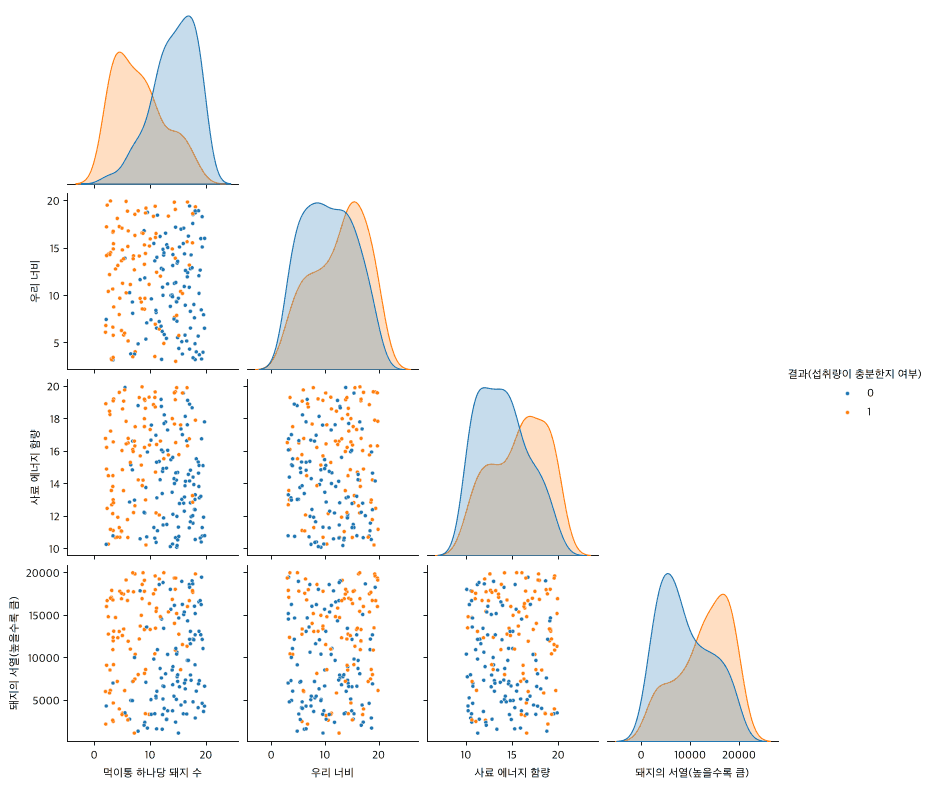 20
15
10
5
우리 너비
20
18
16
14
12
10
사료 에너지 함량
결과(섭취량이 충분한지 여부)
0
1
20000
15000
10000
5000
돼지의 서열(높을수록 큼)
0 10 20
0 10 20
10 15 20
0 10000 20000
먹이통 하나당 돼지 수
우리 너비
사료 에너지 함량
돼지의 서열(높을수록 큼)